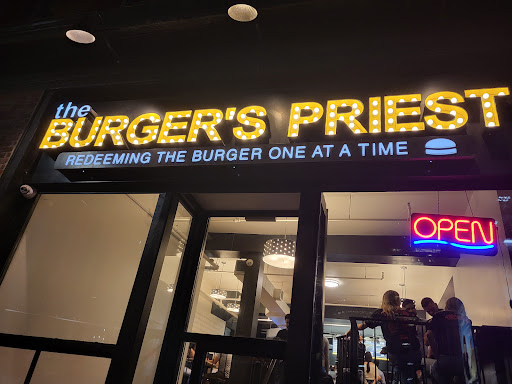 the
BURGER'S PRIEST
REDEEMING THE BURGER ONE AT A TIME
OPEN